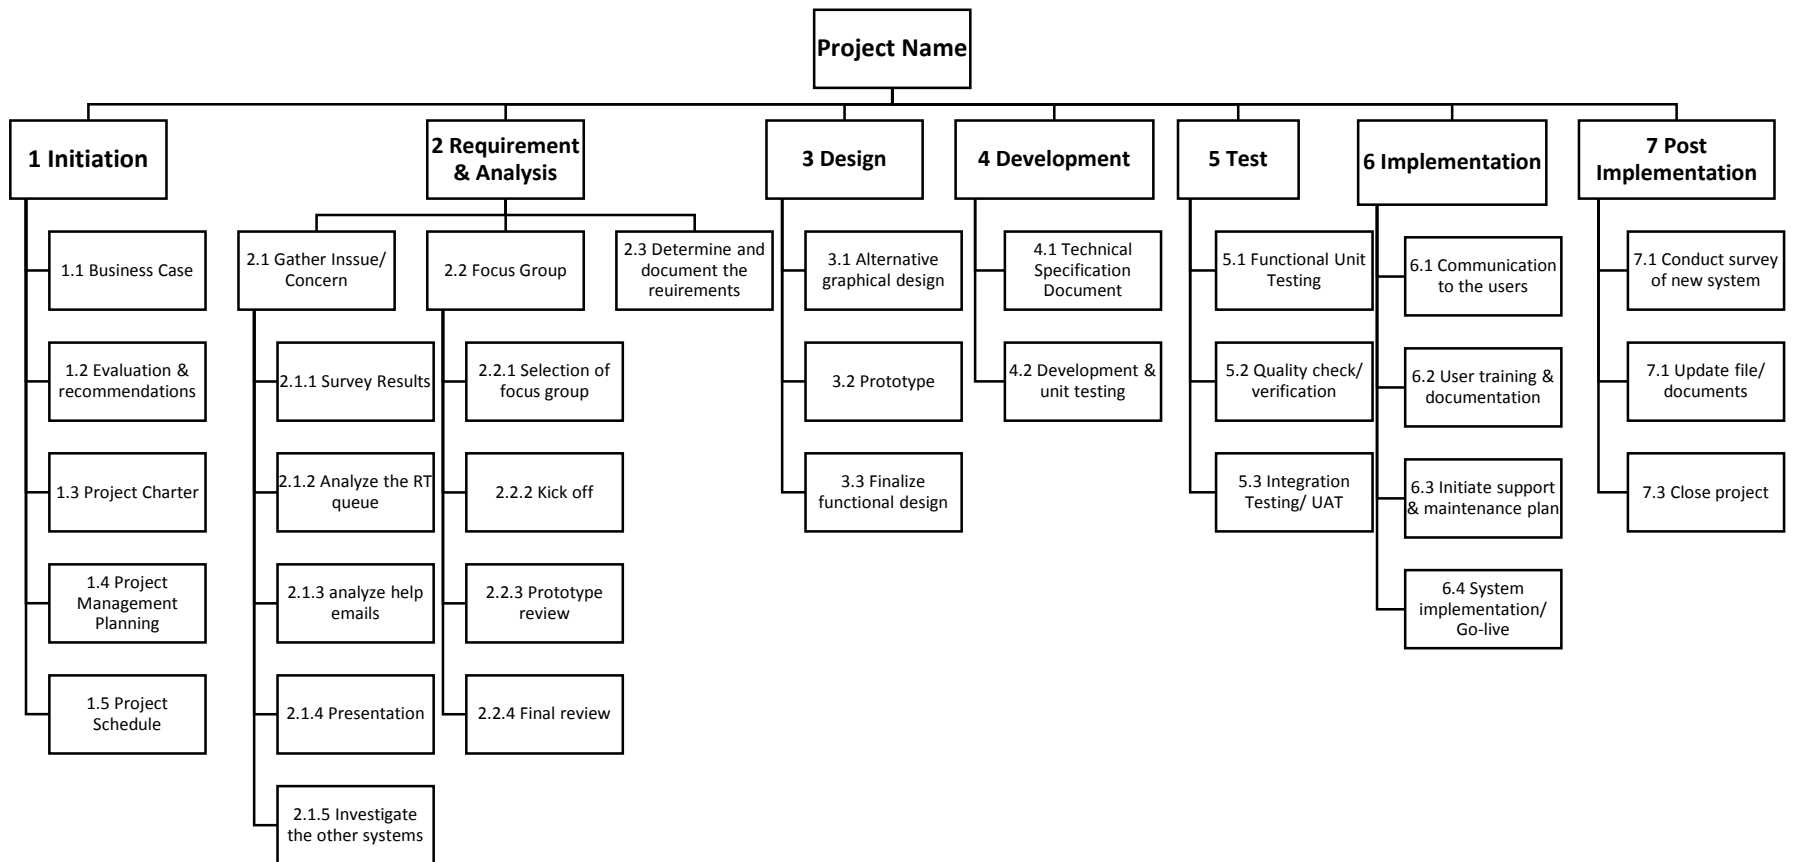 Project Name
1 Initiation
2 Requirement
& Analysis
3 Design
4 Development
5 Test
6 Implementation
7 Post
Implementation
1.1 Business Case
1.2 Evaluation &
recommendations
1.3 Project Charter
1.4 Project
Management
Planning
1.5 Project
Schedule
2.1 Gather Inssue/
Concern
2.1.1 Survey Results
2.1.2 Analyze the RT
queue
2.1.3 analyze help
emails
2.1.4 Presentation
2.1.5 Investigate
the other systems
2.2 Focus Group
2.2.1 Selection of
focus group
2.2.2 Kick off
2.2.3 Prototype
review
2.2.4 Final review
2.3 Determine and
document the
reuirements
3.1 Alternative
graphical design
3.2 Prototype
3.3 Finalize
functional design
4.1 Technical
Specification
Document
4.2 Development &
unit testing
5.1 Functional Unit
Testing
5.2 Quality check/
verification
5.3 Integration
Testing/ UAT
6.1 Communication
to the users
6.2 User training &
documentation
6.3 Initiate support
& maintenance plan
6.4 System
implementation/
Go-live
7.1 Conduct survey
of new system
7.1 Update file/
documents
7.3 Close project